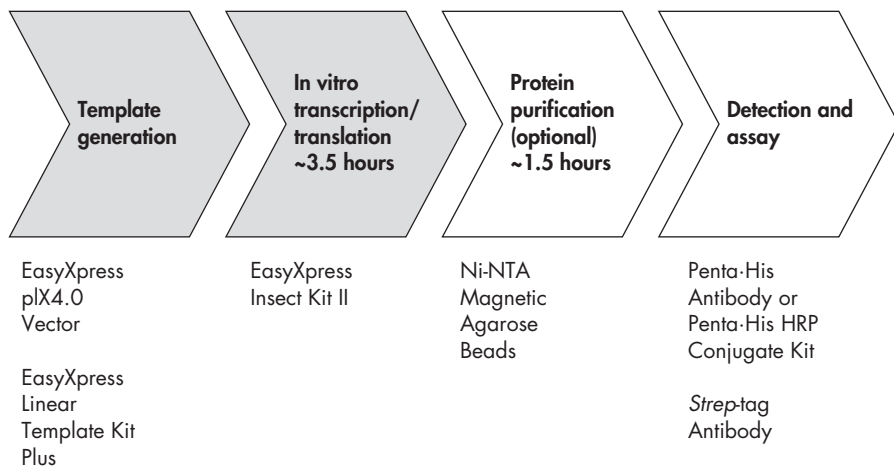 Template
generation
In vitro
transcription/
translation
~3.5 hours
Protein
purification
(optional)
~1.5 hours
Detection and
assay
EasyXpress
pIX4.0
Vector
EasyXpress
Linear
Template Kit
Plus
EasyXpress
Insect Kit II
Ni-NTA
Magnetic
Agarose
Beads
Penta·His
Antibody or
Penta·His HRP
Conjugate Kit
Strep-tag
Antibody